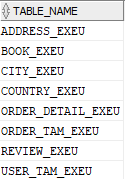 TABLE_NAME
ADDRESS_EXEU
BOOK_EXEU
CITY_EXEU
COUNTRY_EXEU
ORDER_DETAIL_EXEU
ORDER_TAM_EXEU
REVIEW_EXEU
USER_TAM_EXEU